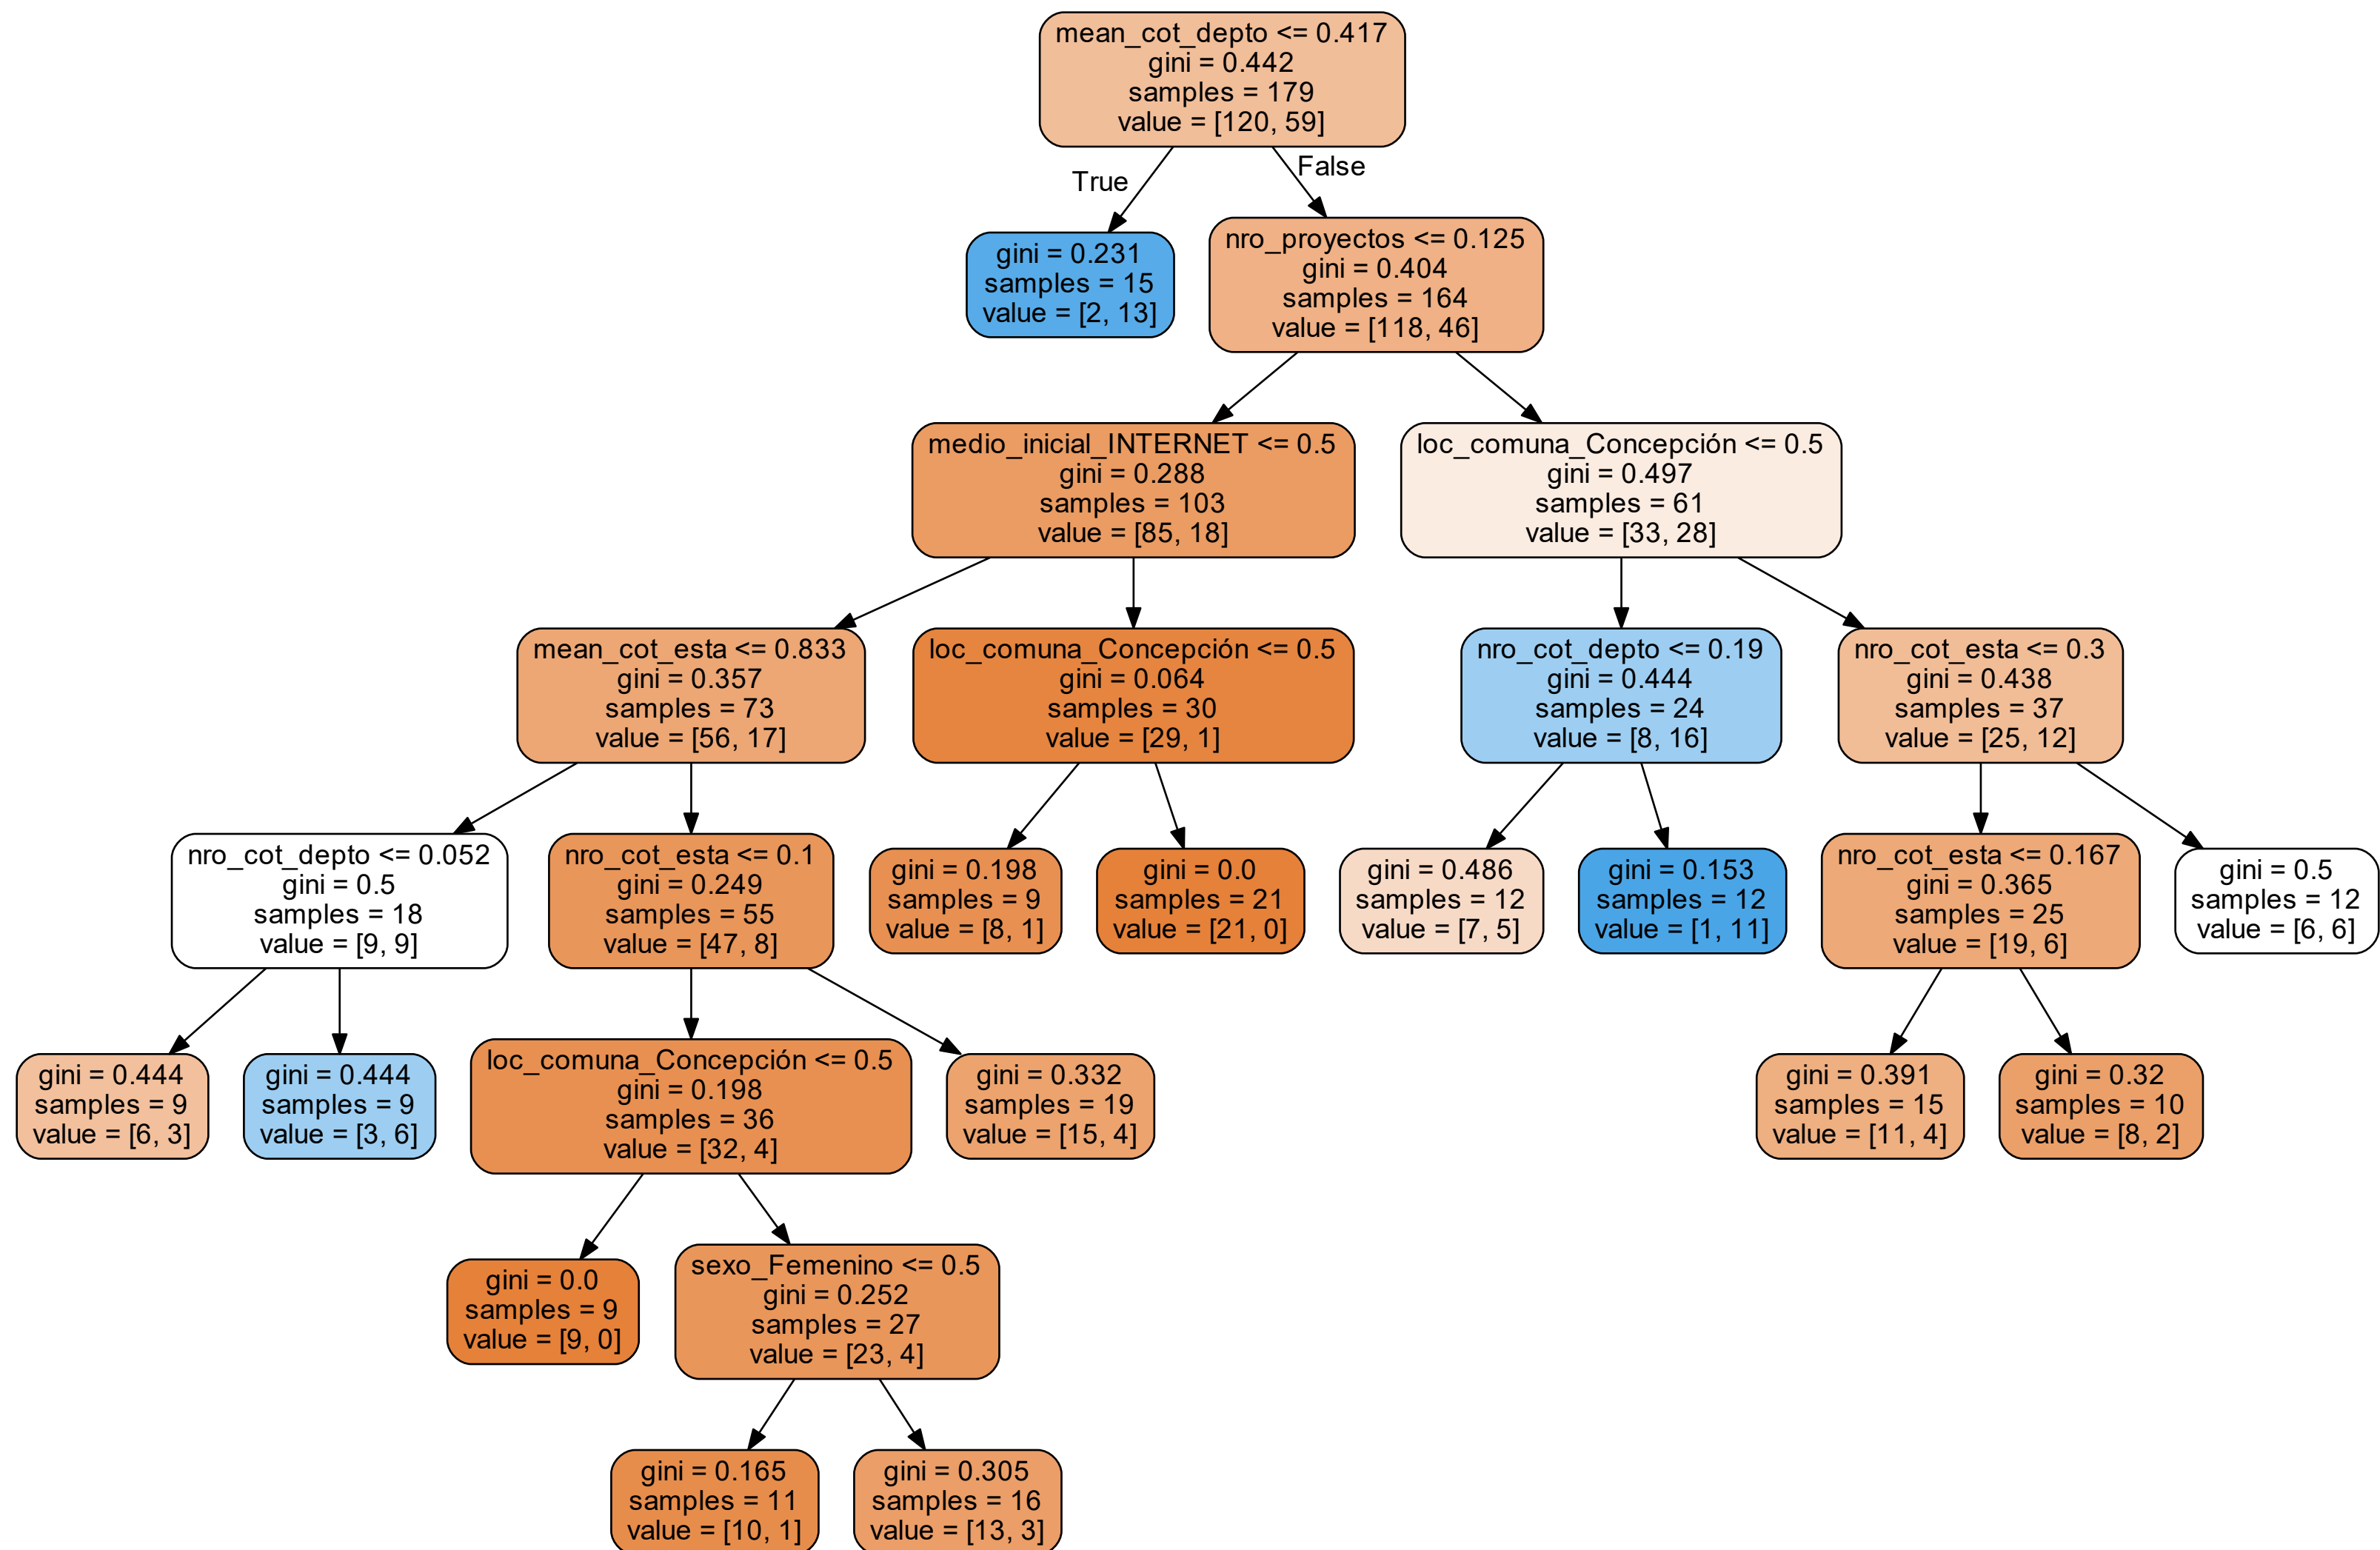 mean_cot_depto <= 0.417
gini = 0.442
samples = 179
value = [120, 59]
True
False
gini = 0.231
samples = 15
value = [2, 13]
nro_proyectos <= 0.125
gini = 0.404
samples = 164
value = [118, 46]
medio_inicial_INTERNET <= 0.5
gini = 0.288
samples = 103
value = [85, 18]
loc_comuna_Concepción <= 0.5
gini = 0.497
samples = 61
value = [33, 28]
mean_cot_esta <= 0.833
gini = 0.357
samples = 73
value = [56, 17]
loc_comuna_Concepción <= 0.5
gini = 0.064
samples = 30
value = [29, 1]
nro_cot_depto <= 0.19
gini = 0.444
samples = 24
value = [8, 16]
nro_cot_esta <= 0.3
gini = 0.438
samples = 37
value = [25, 12]
nro_cot_depto <= 0.052
gini = 0.5
samples = 18
value = [9, 9]
nro_cot_esta <= 0.1
gini = 0.249
samples = 55
value = [47, 8]
gini = 0.198
samples = 9
value = [8, 1]
gini = 0.0
samples = 21
value = [21, 0]
gini = 0.486
samples = 12
value = [7, 5]
gini = 0.153
samples = 12
value = [1, 11]
nro_cot_esta <= 0.167
gini = 0.365
samples = 25
value = [19, 6]
gini = 0.5
samples = 12
value = [6, 6]
gini = 0.444
samples = 9
value = [6, 3]
gini = 0.444
samples = 9
value = [3, 6]
loc_comuna_Concepción <= 0.5
gini = 0.198
samples = 36
value = [32, 4]
gini = 0.332
samples = 19
value = [15, 4]
gini = 0.391
samples = 15
value = [11, 4]
gini = 0.32
samples = 10
value = [8, 2]
gini = 0.0
samples = 9
value = [9, 0]
sexo_Femenino <= 0.5
gini = 0.252
samples = 27
value = [23, 4]
gini = 0.165
samples = 11
value = [10, 1]
gini = 0.305
samples = 16
value = [13, 3]